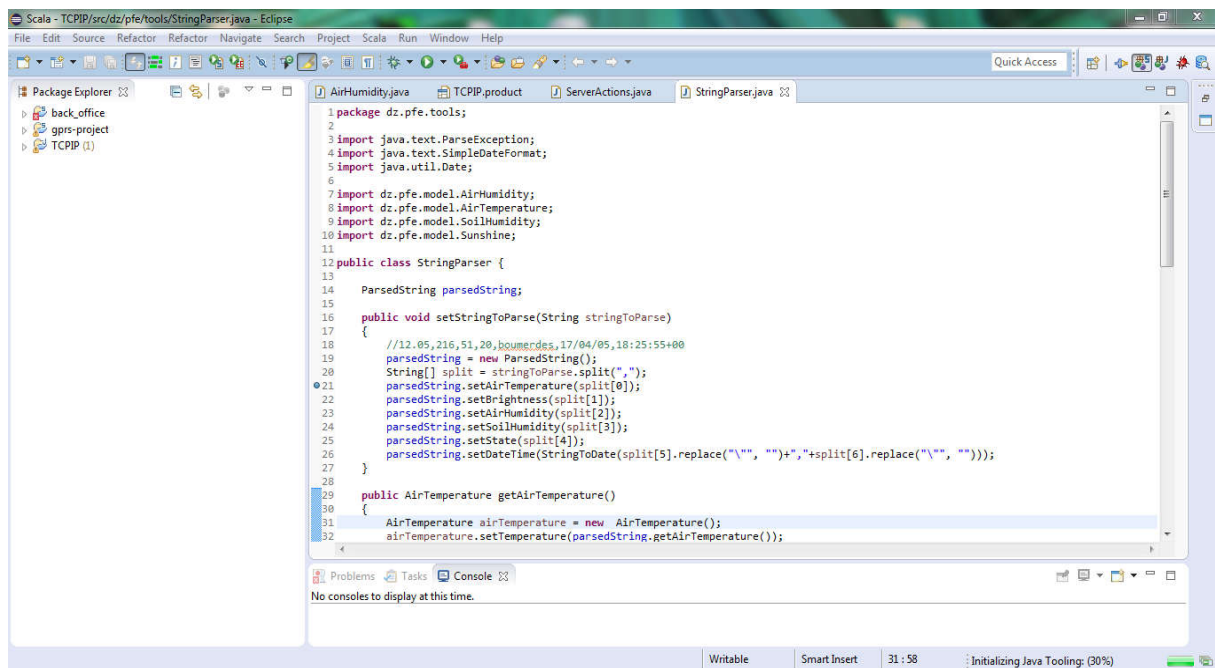 Scala - TCPIP/src/dz/pfe/tools/StringParser.java - Eclipse
File Edit Source Refactor Refactor Navigate Search Project Scala Run Window Help
Quick Access
Package Explorer
back_office
gprs-project
TCPIP (1)
AirHumidity.java TCPIP.product ServerActions.java StringParser.java
1 package dz.pfe.tools;
2
3 import java.text.ParseException;
4 import java.text.SimpleDateFormat;
5 import java.util.Date;
6
7 import dz.pfe.model.AirHumidity;
8 import dz.pfe.model.AirTemperature;
9 import dz.pfe.model.SoilHumidity;
10 import dz.pfe.model.Sunshine;
11
12 public class StringParser {
13
14 ParsedString parsedString;
15
16 public void setStringToParse(String stringToParse)
17 {
18 //12.05,216,51,20,boumerdes,17/04/05,18:25:55+00
19 parsedString = new ParsedString();
20 String[] split = stringToParse.split(",");
21 parsedString.setAirTemperature(split[0]);
22 parsedString.setBrightness(split[1]);
23 parsedString.setAirHumidity(split[2]);
24 parsedString.setSoilHumidity(split[3]);
25 parsedString.setState(split[4]);
26 parsedString.setDateTime(StringToDate(split[5].replace("\"", "")+","+split[6].replace("\"", "")));
27 }
28
29 public AirTemperature getAirTemperature()
30 {
31 AirTemperature airTemperature = new AirTemperature();
32 airTemperature.setTemperature(parsedString.getAirTemperature());
Problems Tasks Console
No consoles to display at this time.
Writable Smart Insert 31 : 58 Initializing Java Tooling: (30%)